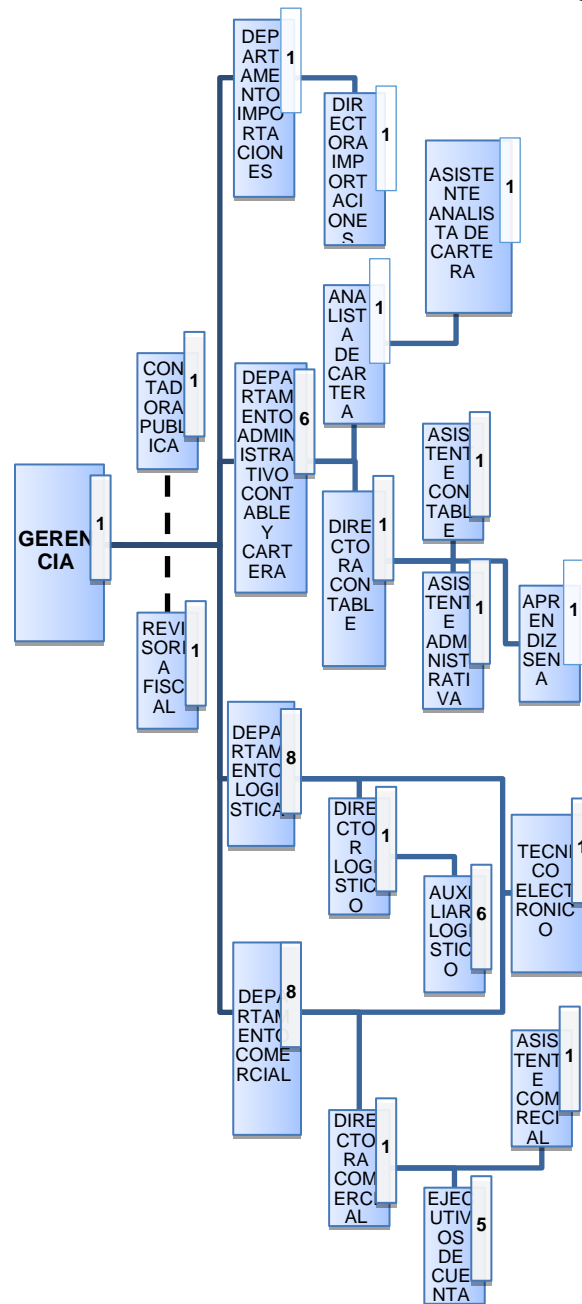 DEP
ART
AME
NTO
IMPO
RTA
CION
ES
1
DIR
ECT
ORA
IMP
ORT
ACI
ONE
S
1
ASISTE
NTE
ANALIS
TA DE
CARTE
RA
1
ANA
LIST
A
DE
CAR
TER
A
1
CON
TAD
ORA
PUBL
ICA
1
DEPA
RTAM
ENTO
ADMIN
ISTRA
TIVO
CONT
ABLE
Y
CART
ERA
6
ASIS
TENT
E
CON
TABL
E
1
GEREN
CIA
1
DIRE
CTO
RA
CON
TABL
E
1
ASIS
TENT
E
ADMI
NIST
RATI
VA
1
APR
EN
DIZ
SEN
A
1
REVI
SORI
A
FISC
AL
1
DEPA
RTAM
ENTO
LOGI
STICA
8
DIRE
CTO
R
LOGI
STIC
O
1
AUXI
LIAR
LOGI
STIC
O
6
TECNI
CO
ELECT
RONIC
O
1
DEPA
RTAM
ENTO
COME
RCIAL
8
ASIS
TENT
E
COM
RECI
AL
1
DIRE
CTO
RA
COM
ERCI
AL
1
EJEC
UTIV
OS
DE
CUE
NTA
5